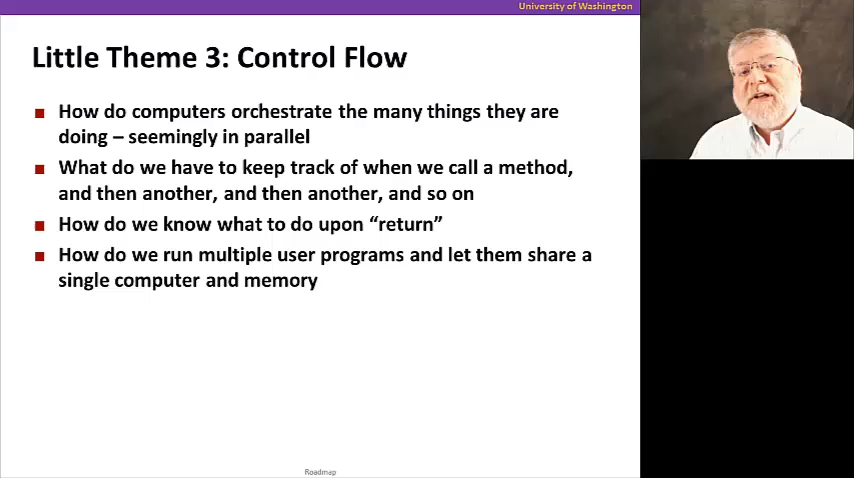 University of Washington
Little Theme 3: Control Flow
■ How do computers orchestrate the many things they are
doing – seemingly in parallel
■ What do we have to keep track of when we call a method,
and then another, and then another, and so on
■ How do we know what to do upon “return”
■ How do we run multiple user programs and let them share a
single computer and memory
Roadmap